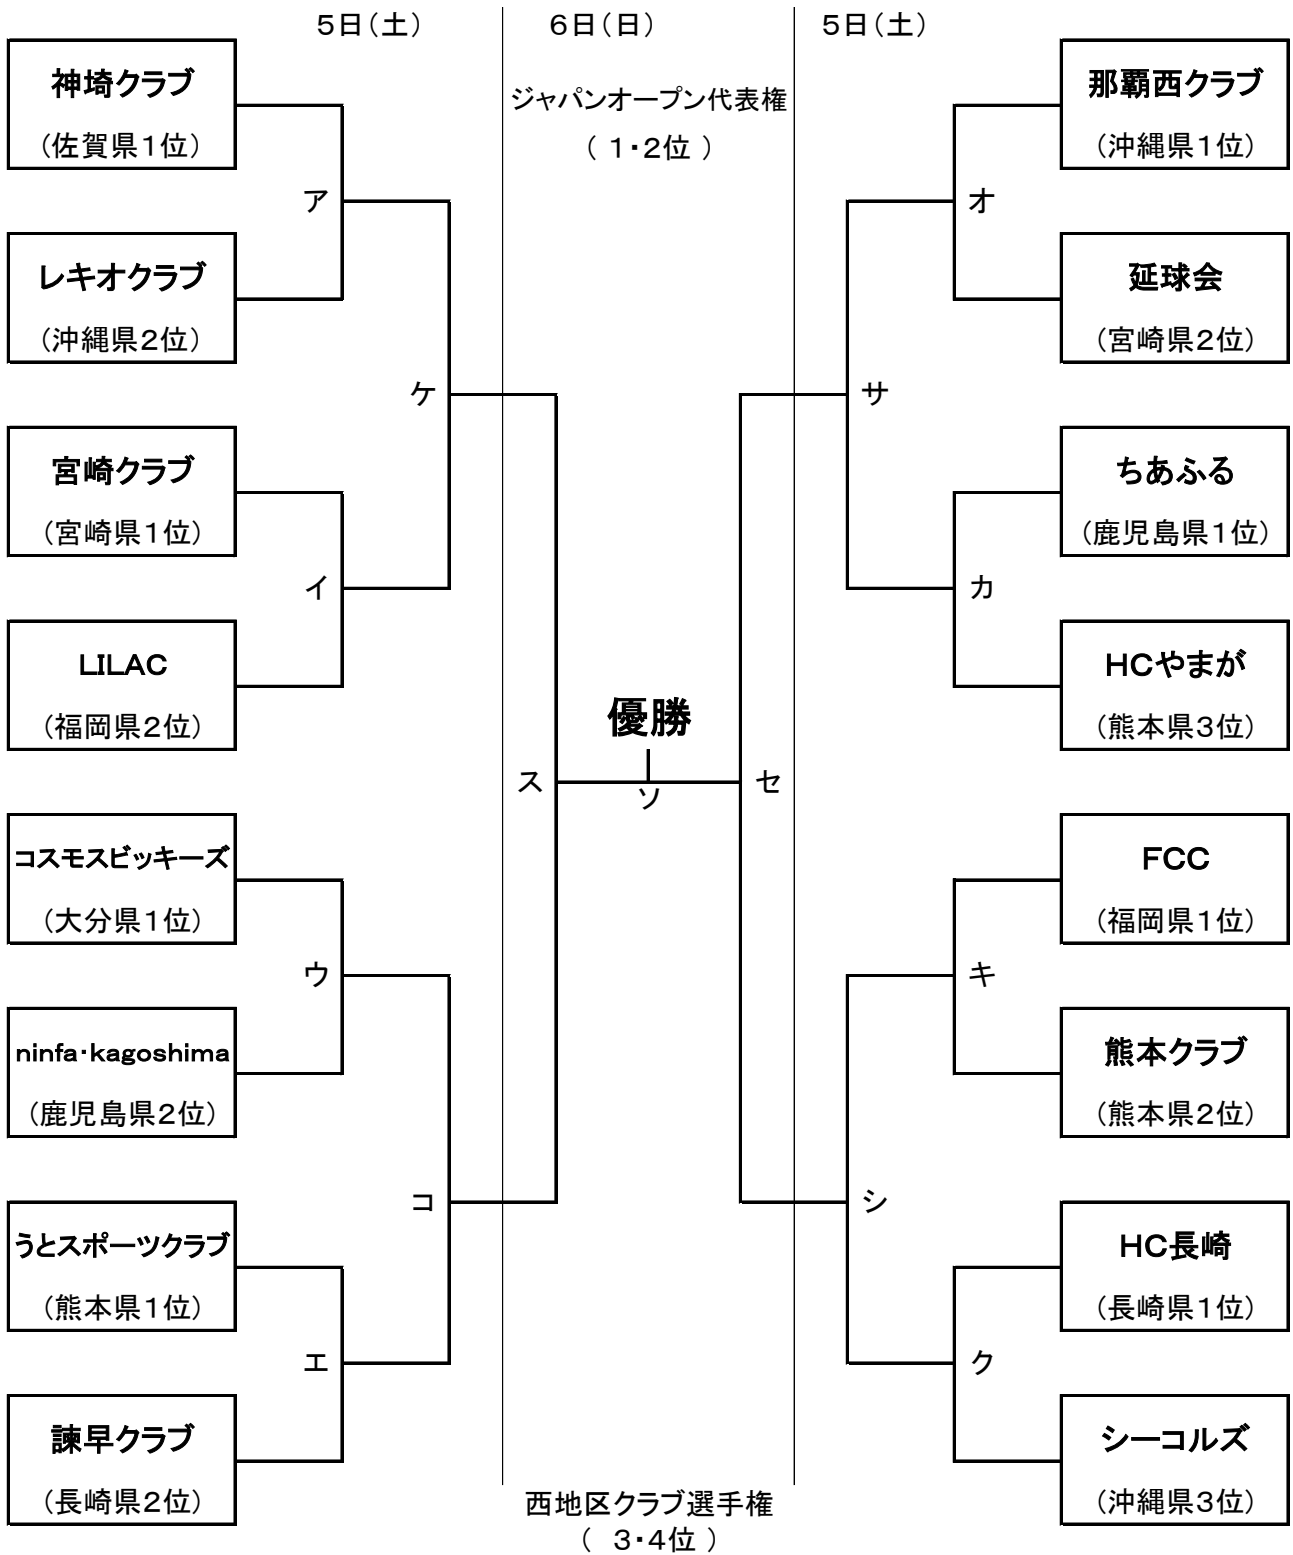 5日(土)
6日(日)
5日(土)
ジャパンオープン代表権
( 1・2位 )
神埼クラブ
(佐賀県1位)
ア
レキオクラブ
(沖縄県2位)
ケ
宮崎クラブ
(宮崎県1位)
イ
LILAC
(福岡県2位)
ス
コスモスビッキーズ
(大分県1位)
ウ
ninfa・kagoshima
(鹿児島県2位)
コ
うとスポーツクラブ
(熊本県1位)
エ
諫早クラブ
(長崎県2位)
優勝
ソ
那覇西クラブ
(沖縄県1位)
オ
延球会
(宮崎県2位)
サ
ちあふる
(鹿児島県1位)
カ
HCやまが
(熊本県3位)
セ
FCC
(福岡県1位)
キ
熊本クラブ
(熊本県2位)
シ
HC長崎
(長崎県1位)
ク
シーコルズ
(沖縄県3位)
西地区クラブ選手権
( 3・4位 )